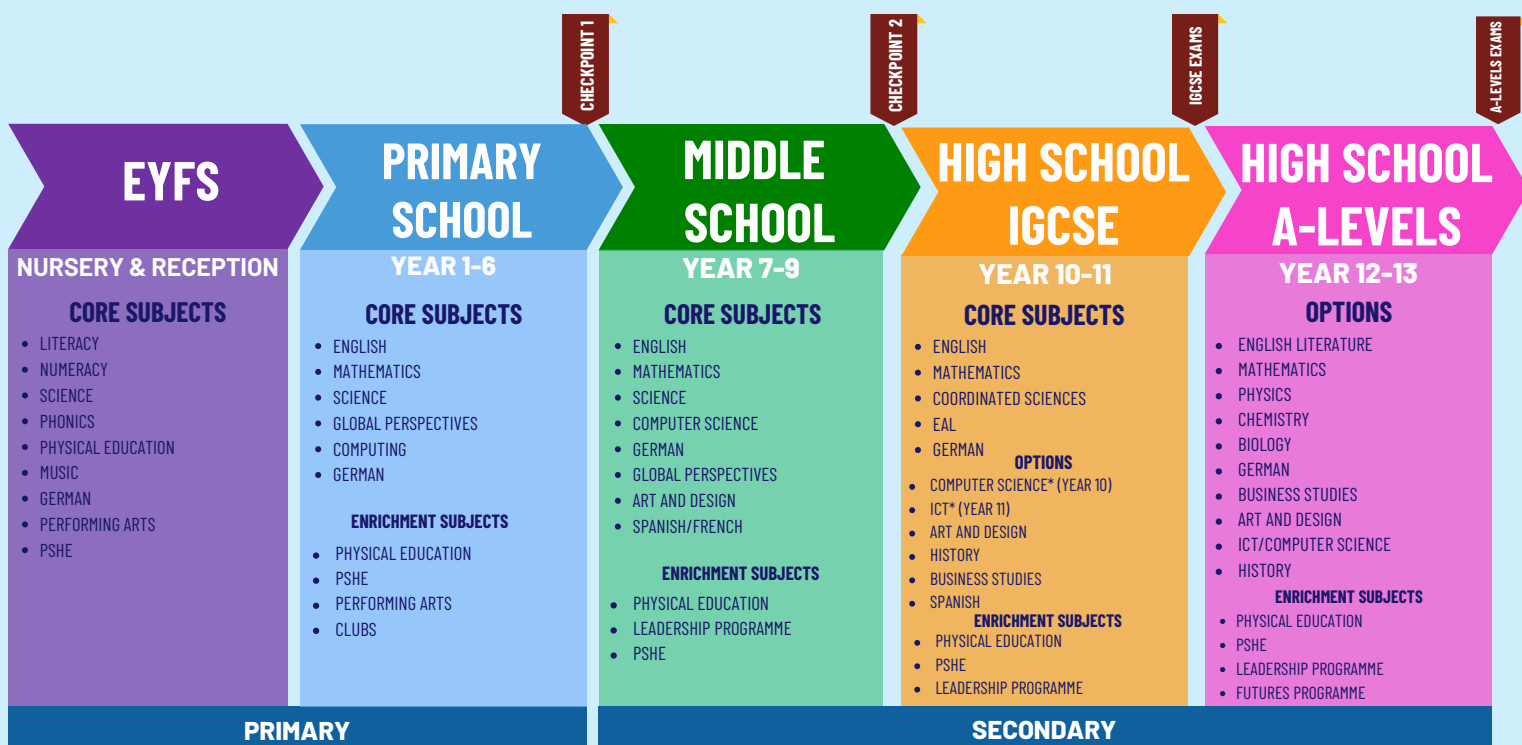 CHECKPOINT 1
CHECKPOINT 2
IGCSE EXAMS
A-LEVELS EXAMS
EYFS
NURSERY & RECEPTION
CORE SUBJECTS
• LITERACY
• NUMERACY
• SCIENCE
• PHONICS
• PHYSICAL EDUCATION
• MUSIC
• GERMAN
• PERFORMING ARTS
• PSHE
PRIMARY
SCHOOL
YEAR 1-6
CORE SUBJECTS
• ENGLISH
• MATHEMATICS
• SCIENCE
• GLOBAL PERSPECTIVES
• COMPUTING
• GERMAN
ENRICHMENT SUBJECTS
• PHYSICAL EDUCATION
• PSHE
• PERFORMING ARTS
• CLUBS
MIDDLE
SCHOOL
YEAR 7-9
CORE SUBJECTS
• ENGLISH
• MATHEMATICS
• SCIENCE
• COMPUTER SCIENCE
• GERMAN
• GLOBAL PERSPECTIVES
• ART AND DESIGN
• SPANISH/FRENCH
ENRICHMENT SUBJECTS
• PHYSICAL EDUCATION
• LEADERSHIP PROGRAMME
• PSHE
HIGH SCHOOL
IGCSE
YEAR 10-11
CORE SUBJECTS
• ENGLISH
• MATHEMATICS
• COORDINATED SCIENCES
• EAL
• GERMAN
OPTIONS
• COMPUTER SCIENCE* (YEAR 10)
• ICT* (YEAR 11)
• ART AND DESIGN
• HISTORY
• BUSINESS STUDIES
• SPANISH
ENRICHMENT SUBJECTS
• PHYSICAL EDUCATION
• PSHE
• LEADERSHIP PROGRAMME
HIGH SCHOOL
A-LEVELS
YEAR 12-13
OPTIONS
• ENGLISH LITERATURE
• MATHEMATICS
• PHYSICS
• CHEMISTRY
• BIOLOGY
• GERMAN
• BUSINESS STUDIES
• ART AND DESIGN
• ICT/COMPUTER SCIENCE
• HISTORY
ENRICHMENT SUBJECTS
• PHYSICAL EDUCATION
• PSHE
• LEADERSHIP PROGRAMME
• FUTURES PROGRAMME
PRIMARY
SECONDARY